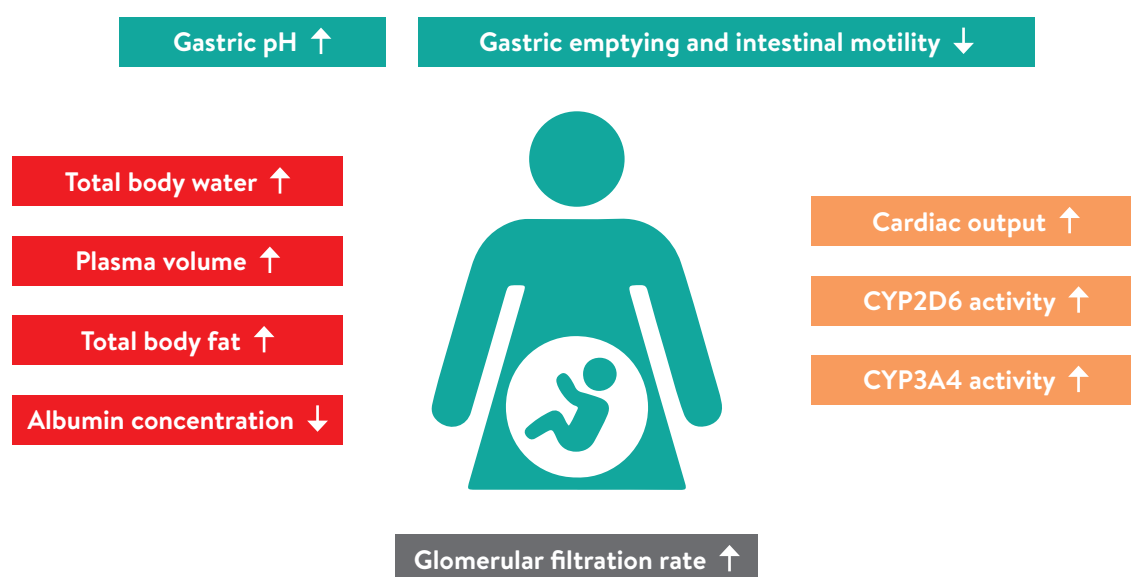 Gastric pH ↑
Gastric emptying and intestinal motility ↓
Total body water ↑
Plasma volume ↑
Total body fat ↑
Albumin concentration ↓
Cardiac output ↑
CYP2D6 activity ↑
CYP3A4 activity ↑
Glomerular filtration rate ↑